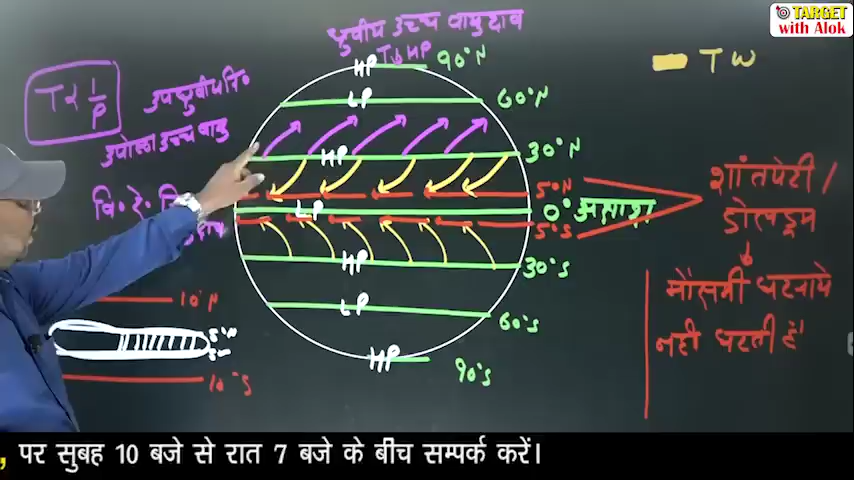 TARGET
with Alok
ध्रुवीय उच्च वायु दाब
T↓HP
HP
90°N
TW
T ∝ 1/P
LP
60°N
उपोष्ण उच्च वायु
HP
30°N
5°N
LP
0°
5°S
शांतपेटी /
डोलड्रम
↓
मौसमी घटनाये
नही घटती है
HP
30°S
10°N
LP
60°S
5°N
HP
90°S
10°S
, पर सुबह 10 बजे से रात 7 बजे के बीच सम्पर्क करें।